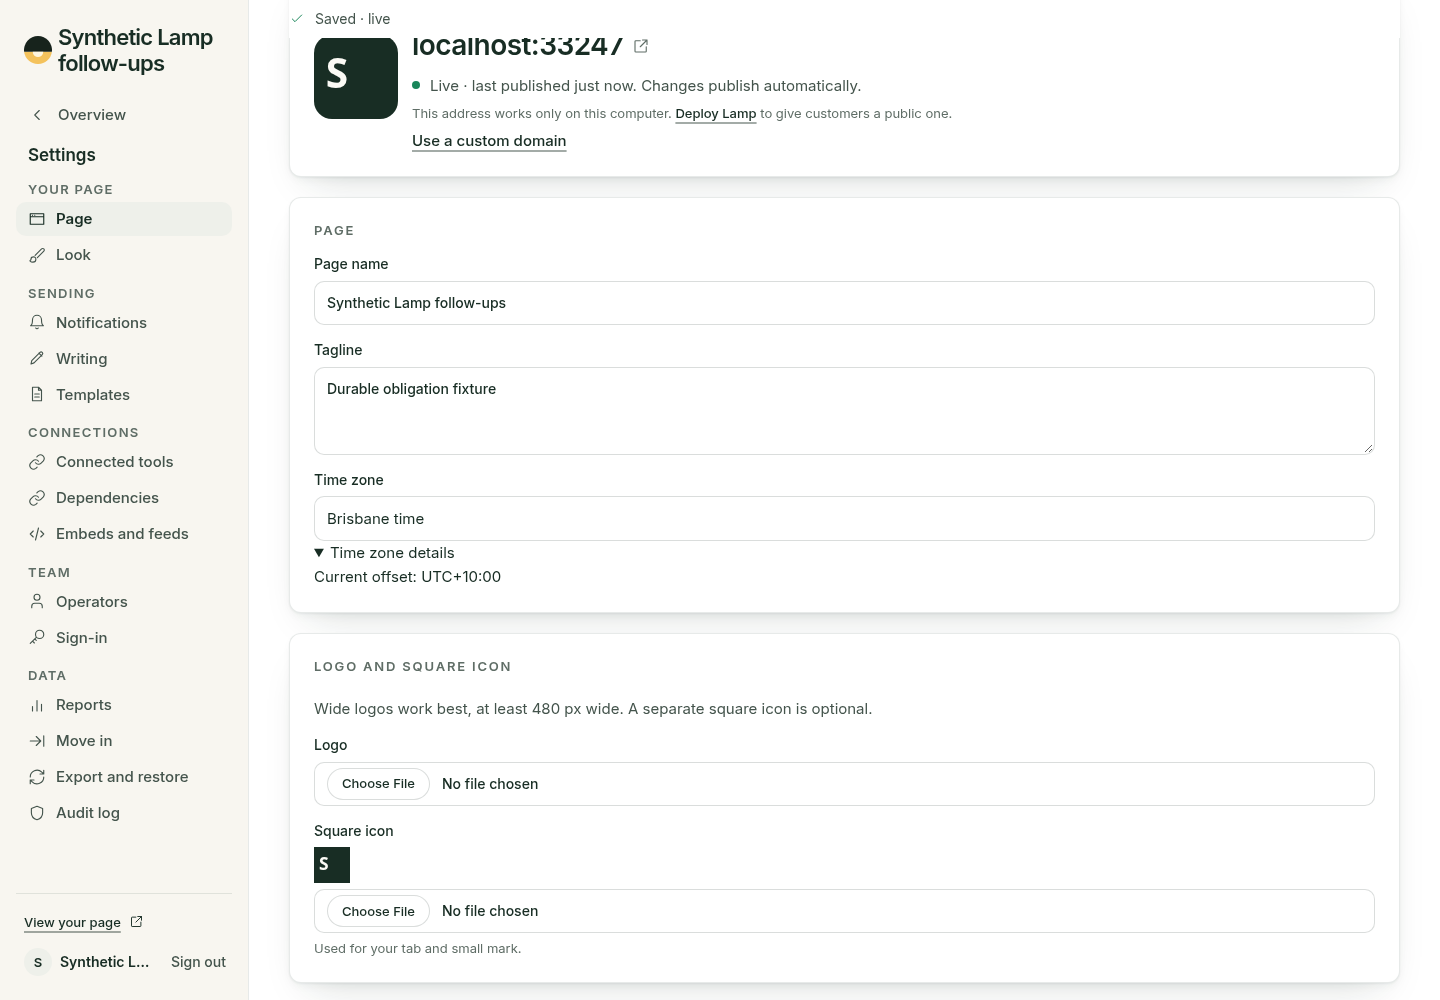 Synthetic Lamp
follow-ups
Overview
Settings
YOUR PAGE
Page
Look
SENDING
Notifications
Writing
Templates
CONNECTIONS
Connected tools
Dependencies
Embeds and feeds
TEAM
Operators
Sign-in
DATA
Reports
Move in
Export and restore
Audit log
View your page
S
Synthetic L...
Sign out
Saved · live
S
localhost:33247
Live · last published just now. Changes publish automatically.
This address works only on this computer. Deploy Lamp to give customers a public one.
Use a custom domain
PAGE
Page name
Synthetic Lamp follow-ups
Tagline
Durable obligation fixture
Time zone
Brisbane time
Time zone details
Current offset: UTC+10:00
LOGO AND SQUARE ICON
Wide logos work best, at least 480 px wide. A separate square icon is optional.
Logo
Choose File No file chosen
Square icon
S
Choose File No file chosen
Used for your tab and small mark.